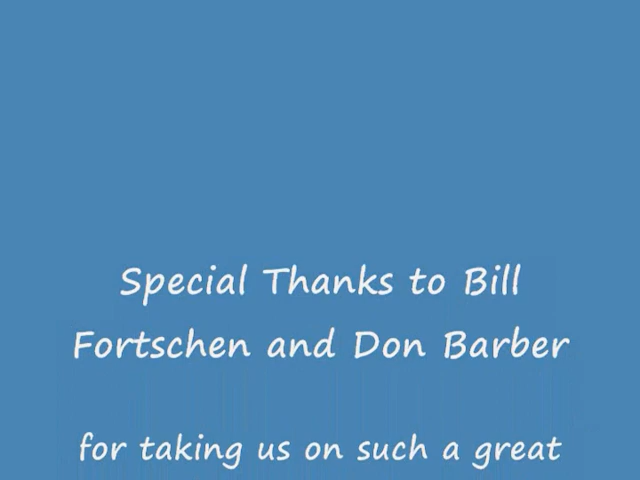 Special Thanks to Bill
Fortschen and Don Barber
for taking us on such a great